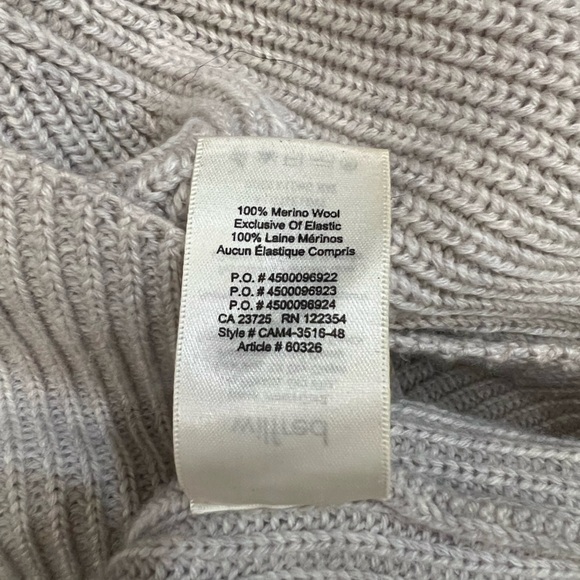 100% Merino Wool
Exclusive Of Elastic
100% Laine Mérinos
Aucun Élastique Compris
P.O. # 4500096922
P.O. # 4500096923
P.O. # 4500096924
CA 23725 RN 122354
Style # CAM4-3516-48
Article # 60326
wilfred